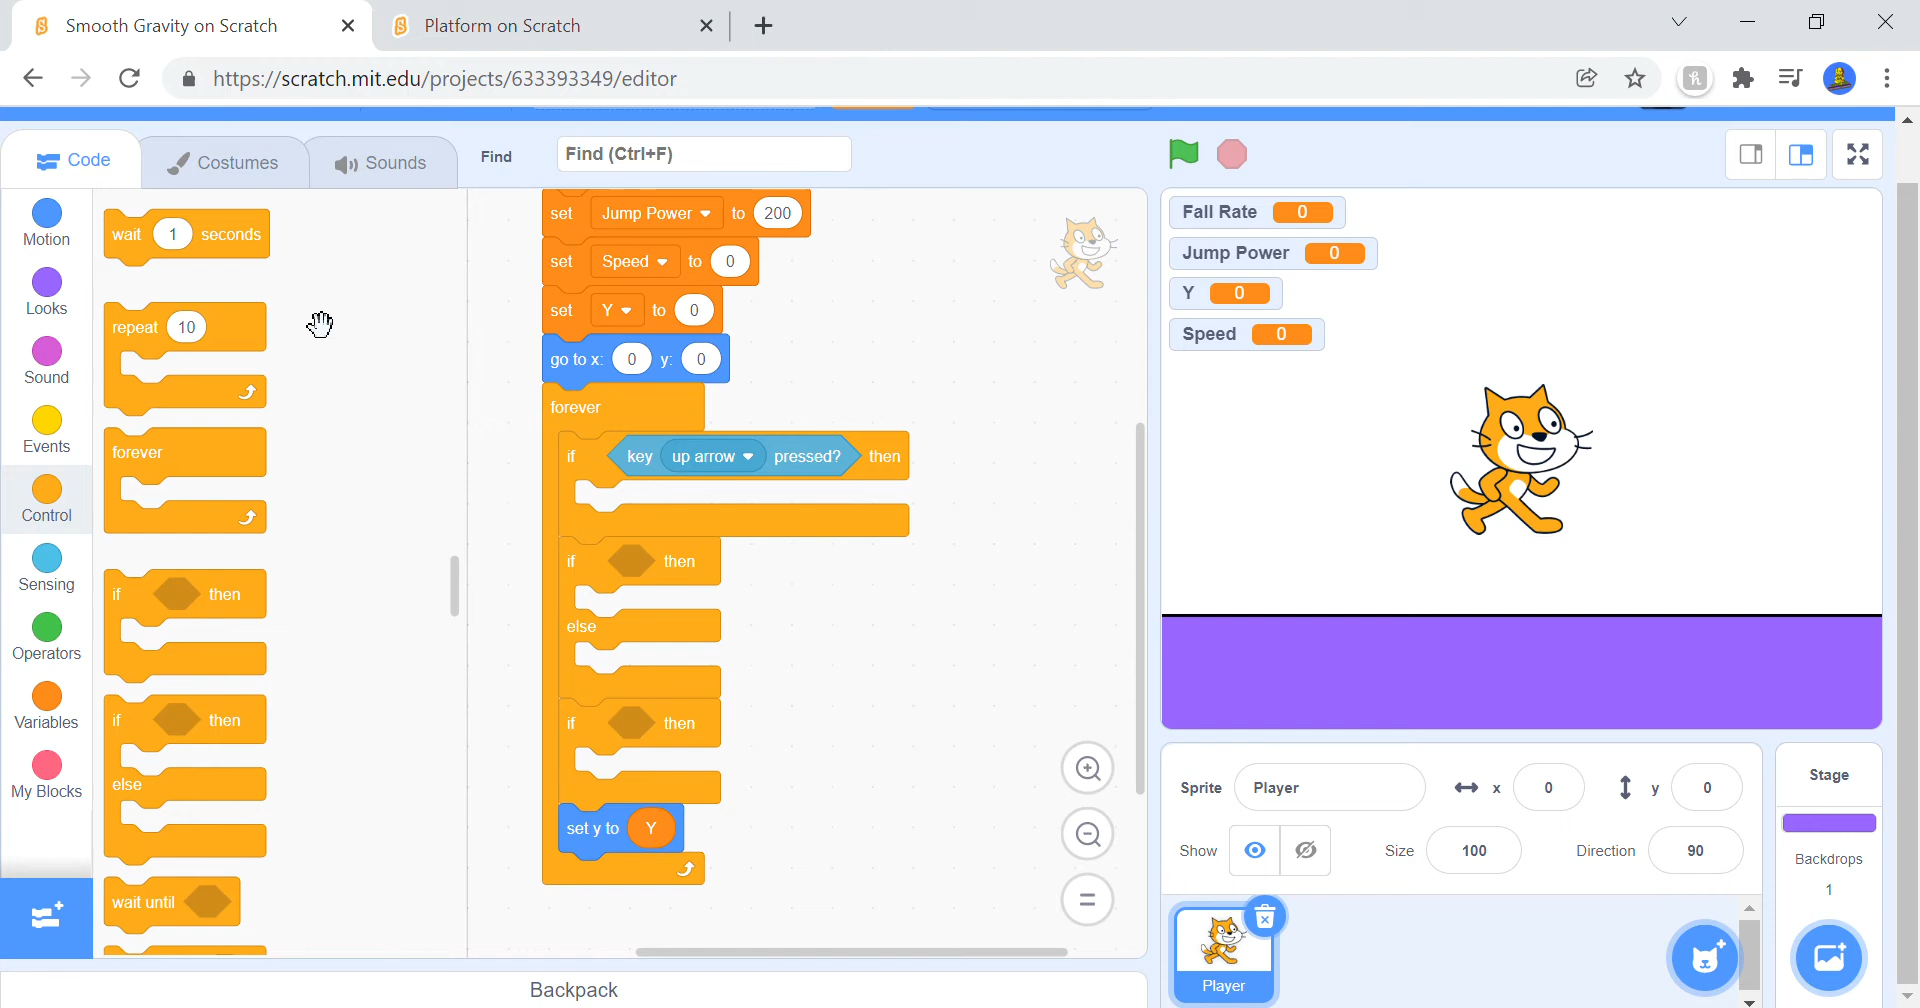 Smooth Gravity on Scratch
Platform on Scratch
https://scratch.mit.edu/projects/633393349/editor
Code
Costumes
Sounds
Find
Find (Ctrl+F)
Motion
Looks
Sound
Events
Control
Sensing
Operators
Variables
My Blocks
wait 1 seconds
repeat 10
forever
if then
if then
else
wait until
set Jump Power to 200
set Speed to 0
set Y to 0
go to x: 0 y: 0
forever
if key up arrow pressed? then
if then
else
if then
set y to Y
Backpack
Fall Rate 0
Jump Power 0
Y 0
Speed 0
Sprite Player x 0 y 0
Show Size 100 Direction 90
Player
Stage
Backdrops
1